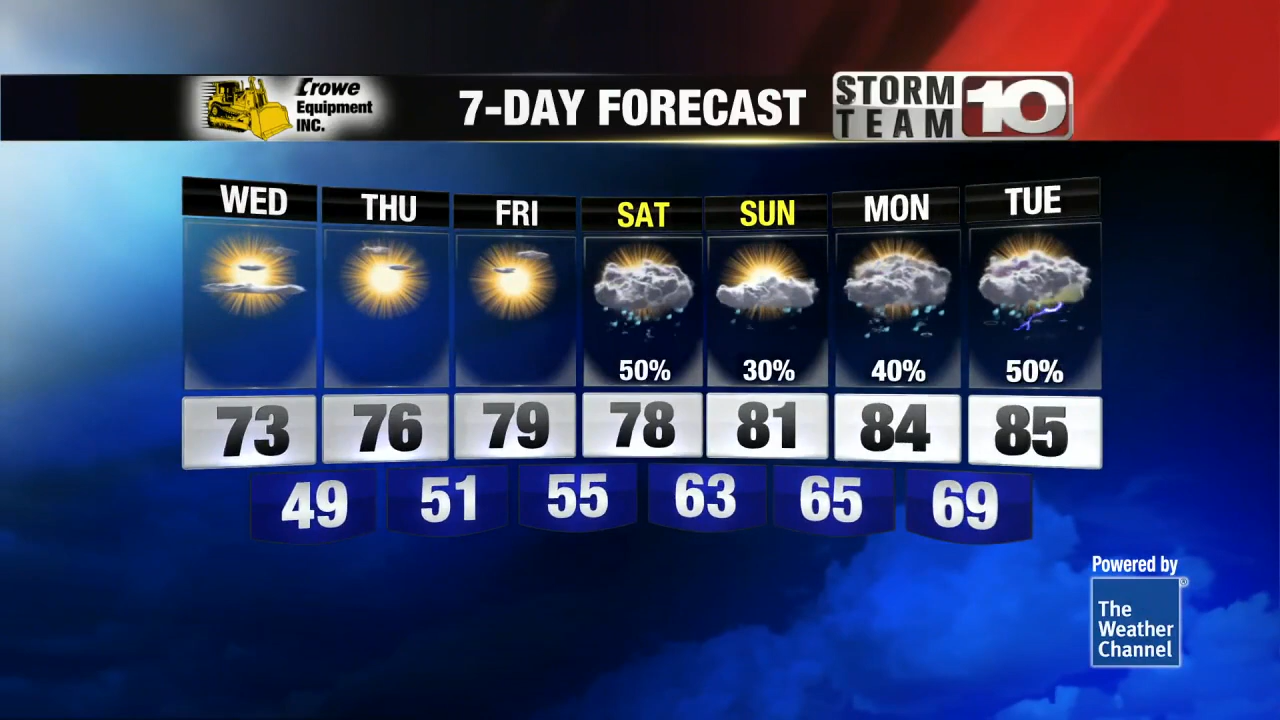 Crowe
Equipment
INC.
7-DAY FORECAST
STORM
TEAM
10
WED THU FRI SAT SUN MON TUE
50% 30% 40% 50%
73 76 79 78 81 84 85
49 51 55 63 65 69
Powered by
The
Weather
Channel
®